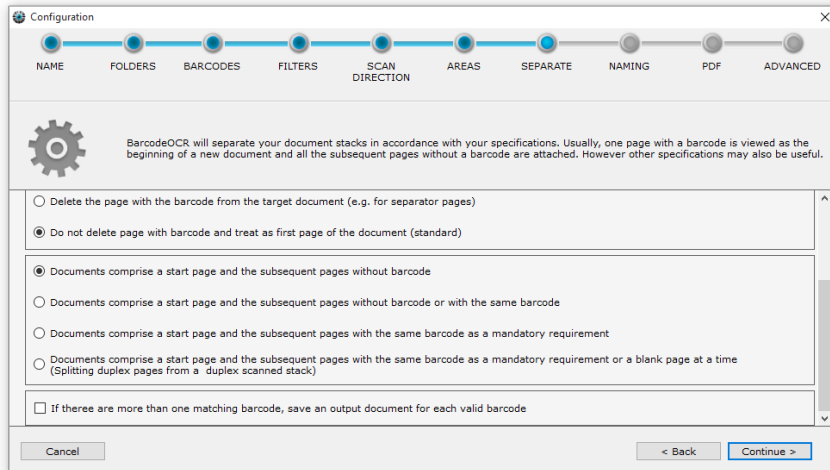 Configuration
NAME
FOLDERS
BARCODES
FILTERS
SCAN
DIRECTION
AREAS
SEPARATE
NAMING
PDF
ADVANCED
BarcodeOCR will separate your document stacks in accordance with your specifications. Usually, one page with a barcode is viewed as the
beginning of a new document and all the subsequent pages without a barcode are attached. However other specifications may also be useful.
Delete the page with the barcode from the target document (e.g. for separator pages)
Do not delete page with barcode and treat as first page of the document (standard)
Documents comprise a start page and the subsequent pages without barcode
Documents comprise a start page and the subsequent pages without barcode or with the same barcode
Documents comprise a start page and the subsequent pages with the same barcode as a mandatory requirement
Documents comprise a start page and the subsequent pages with the same barcode as a mandatory requirement or a blank page at a time
(Splitting duplex pages from a  duplex scanned stack)
If theree are more than one matching barcode, save an output document for each valid barcode
Cancel
< Back
Continue >